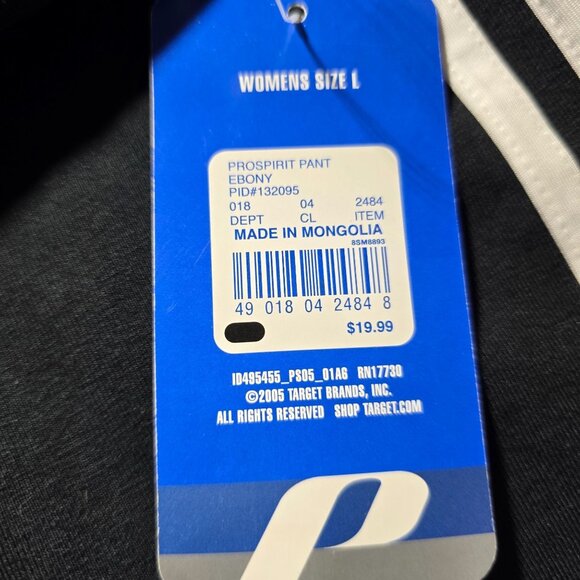 WOMENS SIZE L
PROSPIRIT PANT
EBONY
PID#132095
018 04 2484
DEPT CL ITEM
MADE IN MONGOLIA
8SM8893
49 018 04 2484 8
$19.99
ID495455_PS05_01A6 RN17730
©2005 TARGET BRANDS, INC.
ALL RIGHTS RESERVED SHOP TARGET.COM